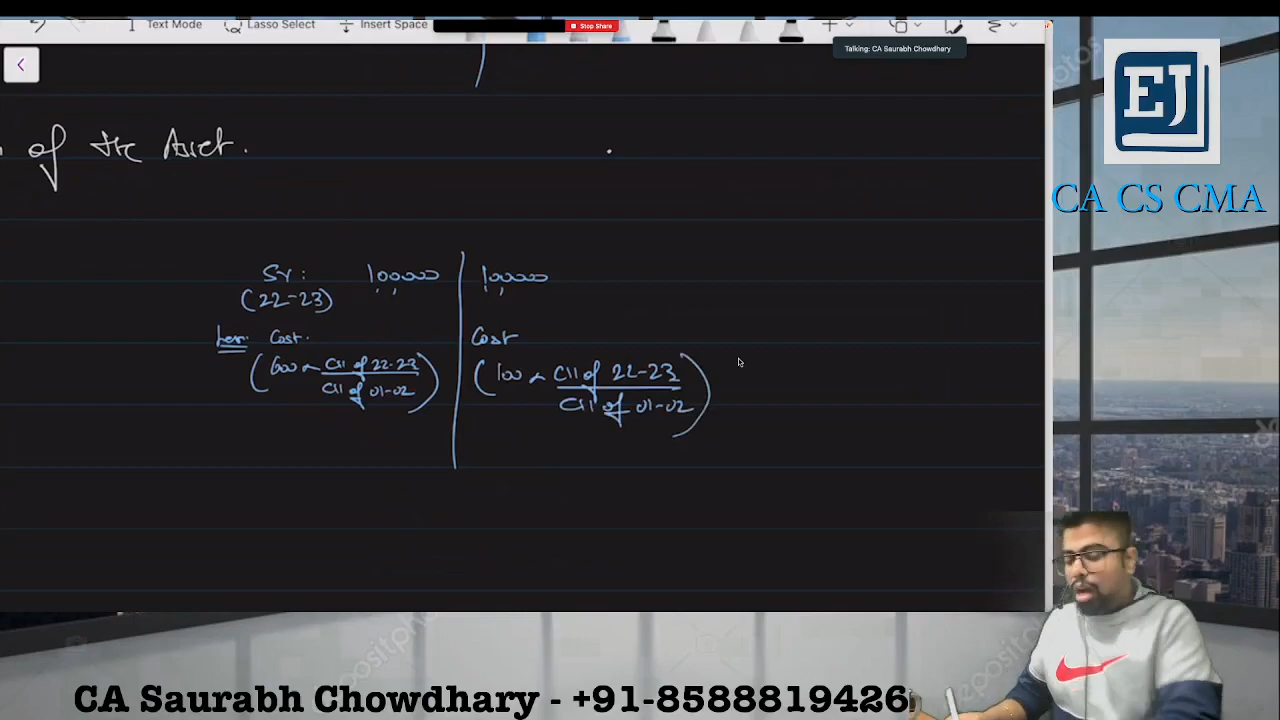 Text Mode
Lasso Select
Insert Space
Stop Share
Talking: CA Saurabh Chowdhary
EJ
CA CS CMA
of the Asset.
SV: 100000 100000
(22-23)
Less: Cost. Cost
(600 × CII of 22-23 (100 × CII of 22-23
CII of 01-02) CII of 01-02)
CA Saurabh Chowdhary - +91-8588819426